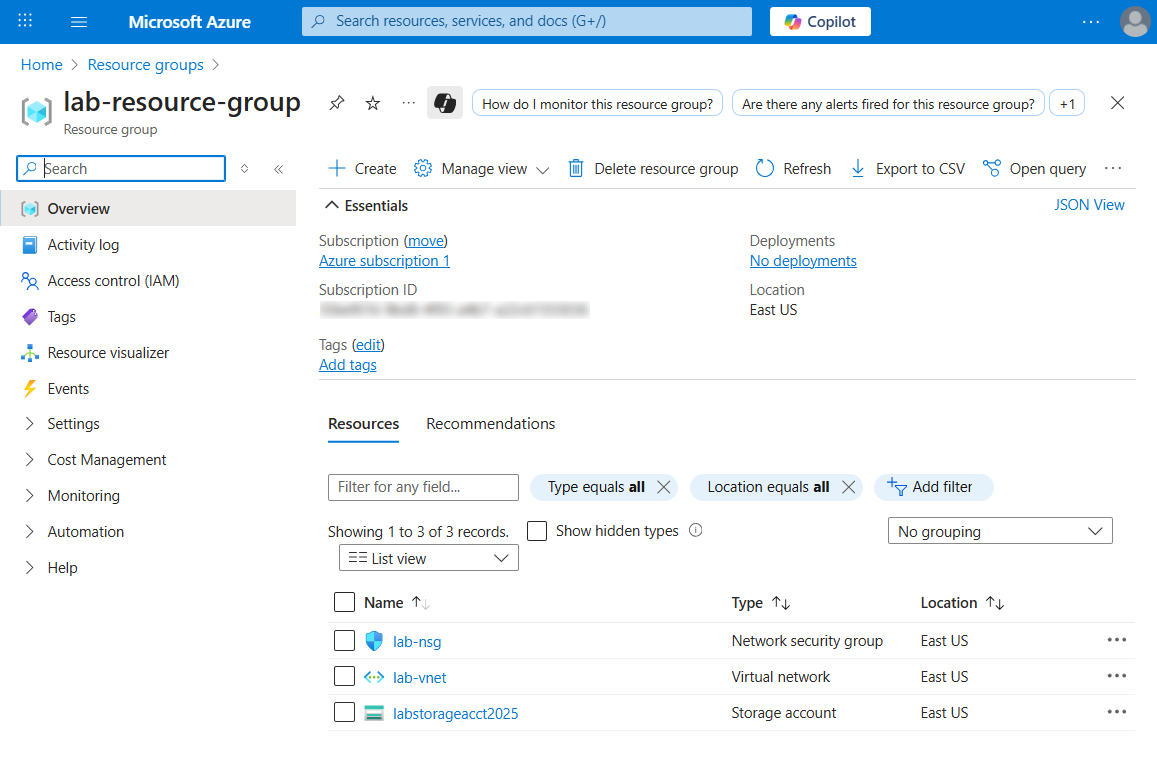 Microsoft Azure
Search resources, services, and docs (G+/)
Copilot
Home > Resource groups >
lab-resource-group
Resource group
How do I monitor this resource group?
Are there any alerts fired for this resource group?
+1
Search
Overview
Activity log
Access control (IAM)
Tags
Resource visualizer
Events
Settings
Cost Management
Monitoring
Automation
Help
Create
Manage view
Delete resource group
Refresh
Export to CSV
Open query
Essentials
JSON View
Subscription (move)
Azure subscription 1
Subscription ID
Tags (edit)
Add tags
Deployments
No deployments
Location
East US
Resources
Recommendations
Filter for any field...
Type equals all
Location equals all
Add filter
Showing 1 to 3 of 3 records.
Show hidden types
No grouping
List view
Name Type Location
lab-nsg Network security group East US
lab-vnet Virtual network East US
labstorageacct2025 Storage account East US